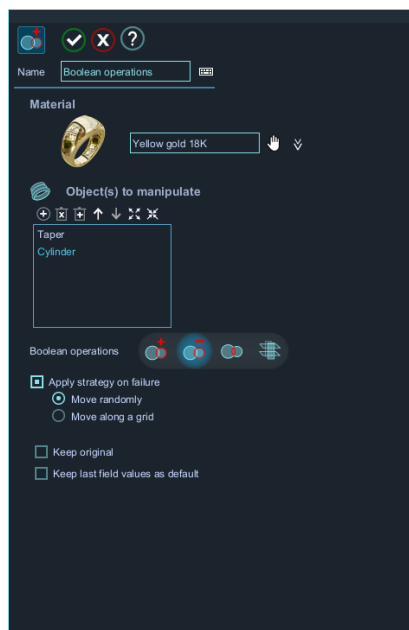 Name Boolean operations
Material
Yellow gold 18K
Object(s) to manipulate
Taper
Cylinder
Boolean operations
Apply strategy on failure
Move randomly
Move along a grid
Keep original
Keep last field values as default